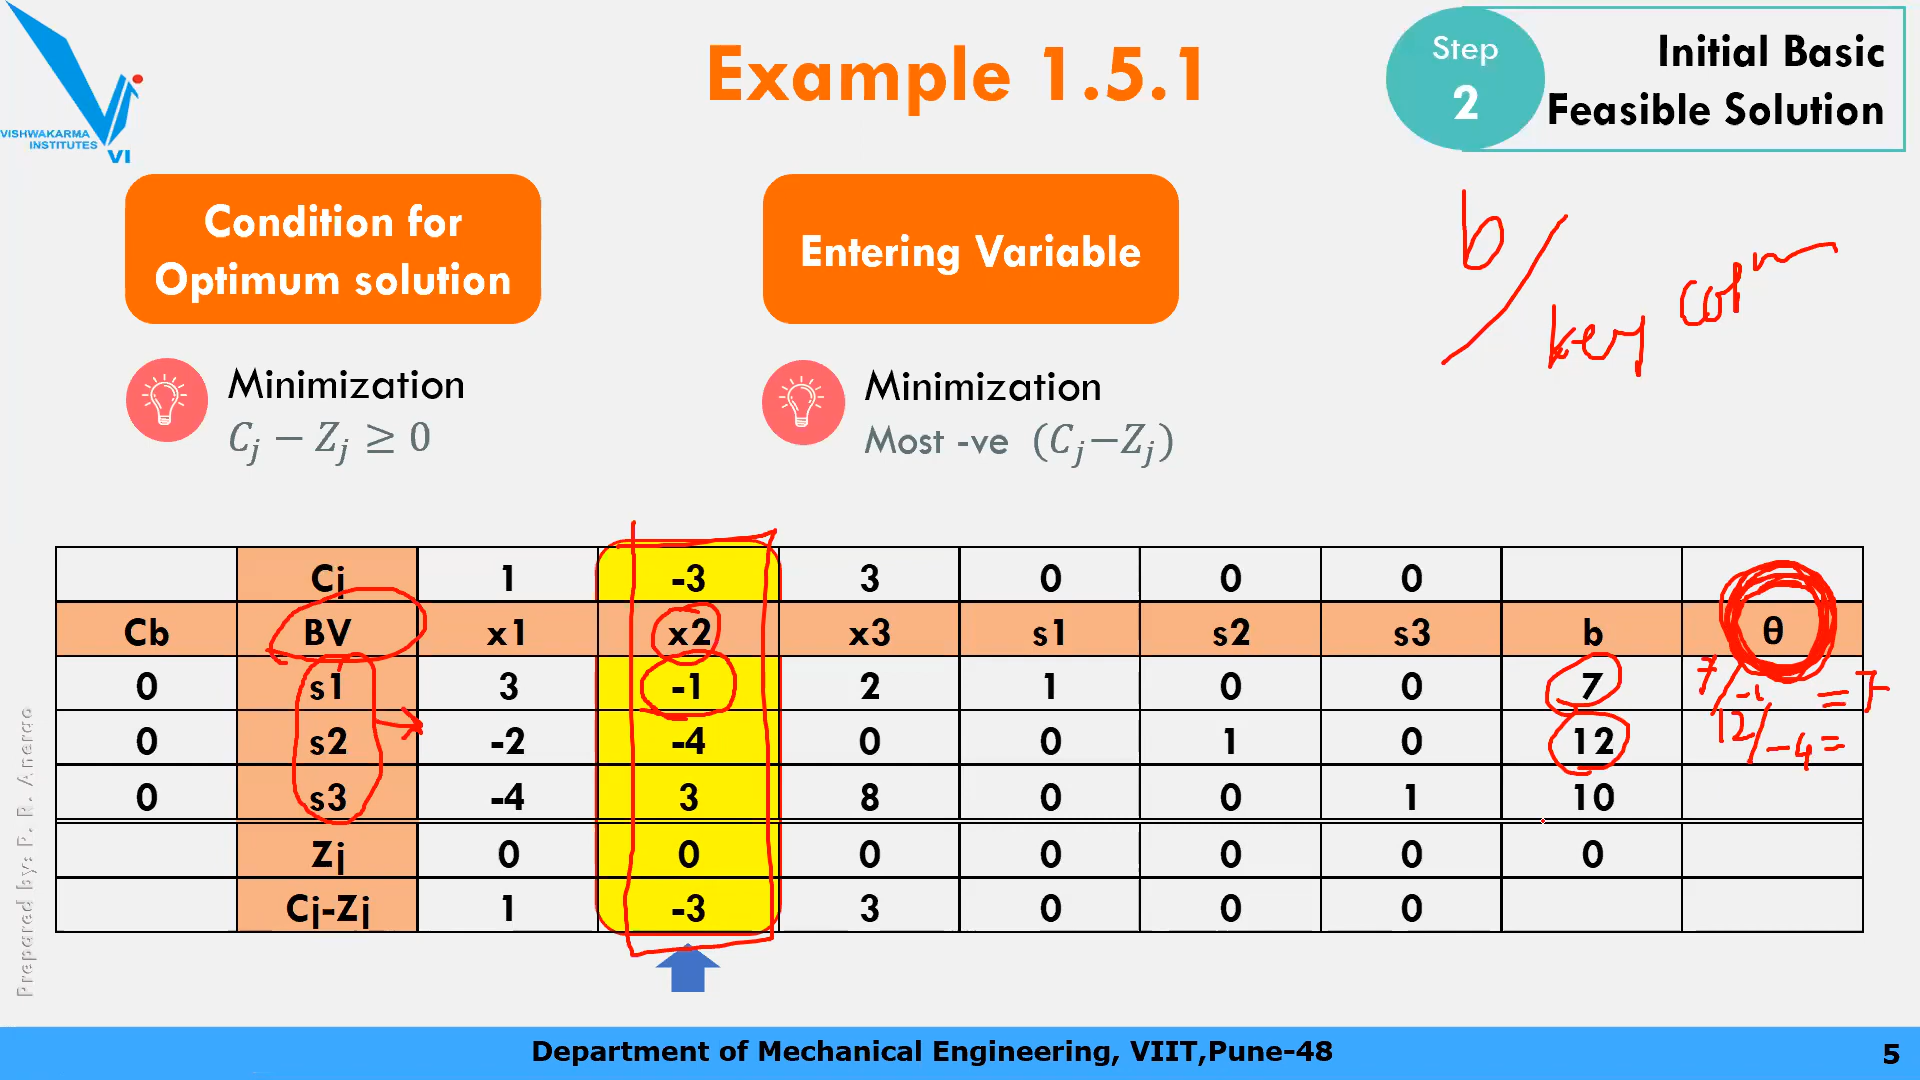 VISHWAKARMA
INSTITUTES
VI
Example 1.5.1
Step
2
Initial Basic
Feasible Solution
Condition for
Optimum solution
Entering Variable
b/
key colmn
Minimization
Cj − Zj ≥ 0
Minimization
Most -ve (Cj−Zj)
Cj 1 -3 3 0 0 0
Cb BV x1 x2 x3 s1 s2 s3 b θ
0 s1 3 -1 2 1 0 0 7 7/-1 = 7
0 s2 -2 -4 0 0 1 0 12 12/-4 =
0 s3 -4 3 8 0 0 1 10
Zj 0 0 0 0 0 0 0
Cj-Zj 1 -3 3 0 0 0
Prepared by: P. R. Anerao
Department of Mechanical Engineering, VIIT,Pune-48
5